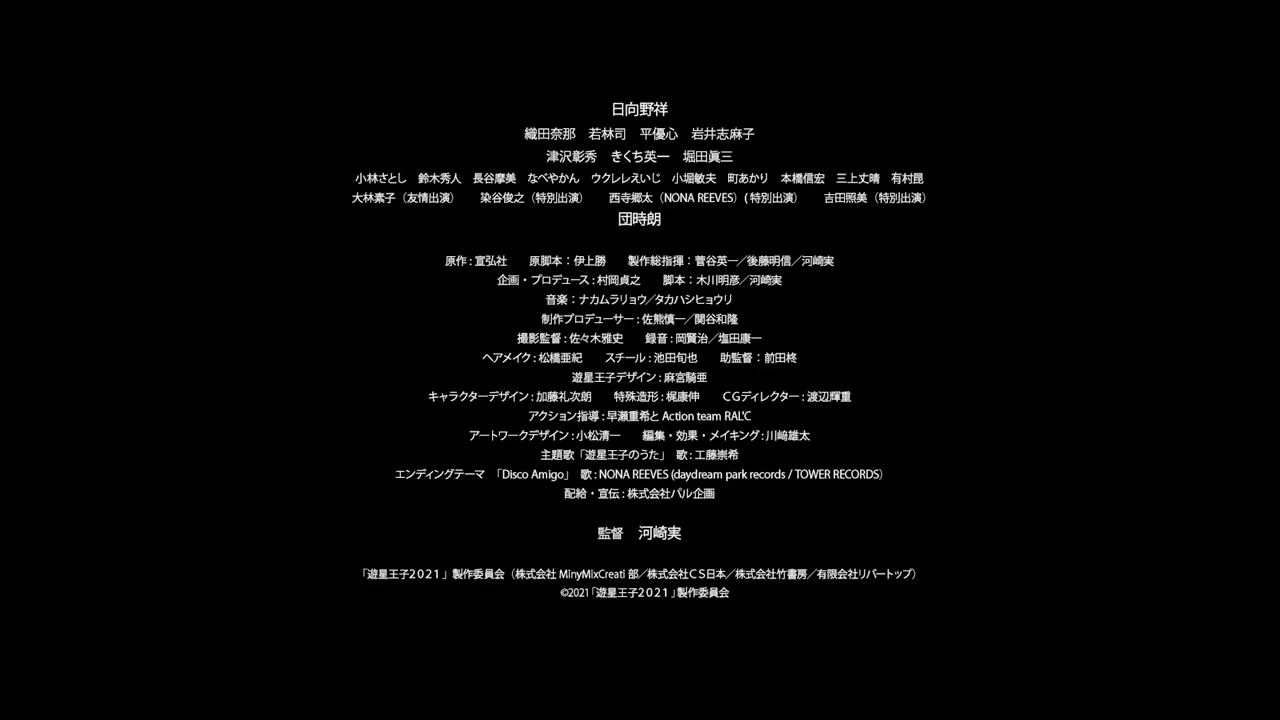 日向野祥
織田奈那　若林司　平優心　岩井志麻子
津沢彰秀　きくち英一　堀田眞三
小林さとし　鈴木秀人　長谷摩美　なべやかん　ウクレレえいじ　小堀敏夫　町あかり　本橋信宏　三上丈晴　有村昆
大林素子（友情出演）　染谷俊之（特別出演）　西寺郷太（NONA REEVES）( 特別出演）　吉田照美（特別出演）
団時朗
原作 : 宣弘社　原脚本 : 伊上勝　製作総指揮 : 菅谷英一／後藤明信／河崎実
企画・プロデュース : 村岡貞之　脚本 : 木川明彦／河崎実
音楽 : ナカムラリョウ／タカハシヒョウリ
制作プロデューサー : 佐熊慎一／関谷和隆
撮影監督 : 佐々木雅史　録音 : 岡賢治／塩田康一
ヘアメイク : 松橋亜紀　スチール : 池田旬也　助監督 : 前田柊
遊星王子デザイン : 麻宮騎亜
キャラクターデザイン : 加藤礼次朗　特殊造形 : 梶康伸　ＣＧディレクター : 渡辺輝重
アクション指導 : 早瀬重希と Action team RAL'C
アートワークデザイン : 小松清一　編集・効果・メイキング : 川﨑雄太
主題歌「遊星王子のうた」　歌 : 工藤崇希
エンディングテーマ　「Disco Amigo」　歌 : NONA REEVES (daydream park records / TOWER RECORDS）
配給・宣伝 : 株式会社パル企画
監督　河崎実
「遊星王子２０２１」製作委員会（株式会社 MinyMixCreati 部／株式会社ＣＳ日本／株式会社竹書房／有限会社リバートップ）
©2021「遊星王子２０２１」製作委員会